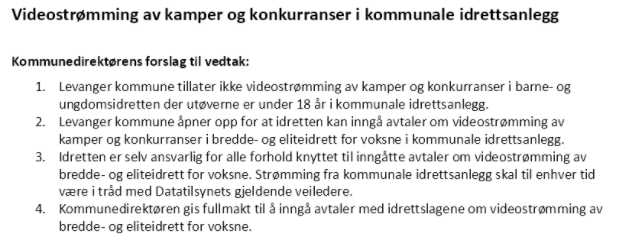 Videostrømming av kamper og konkurranser i kommunale idrettsanlegg
Kommunedirektørens forslag til vedtak:
1. Levanger kommune tillater ikke videostrømming av kamper og konkurranser i barne- og
ungdomsidretten der utøverne er under 18 år i kommunale idrettsanlegg.
2. Levanger kommune åpner opp for at idretten kan inngå avtaler om videostrømming av
kamper og konkurranser i bredde- og eliteidrett for voksne i kommunale idrettsanlegg.
3. Idretten er selv ansvarlig for alle forhold knyttet til inngåtte avtaler om videostrømming av
bredde- og eliteidrett for voksne. Strømming fra kommunale idrettsanlegg skal til enhver tid
være i tråd med Datatilsynets gjeldende veiledere.
4. Kommunedirektøren gis fullmakt til å inngå avtaler med idrettslagene om videostrømming av
bredde- og eliteidrett for voksne.